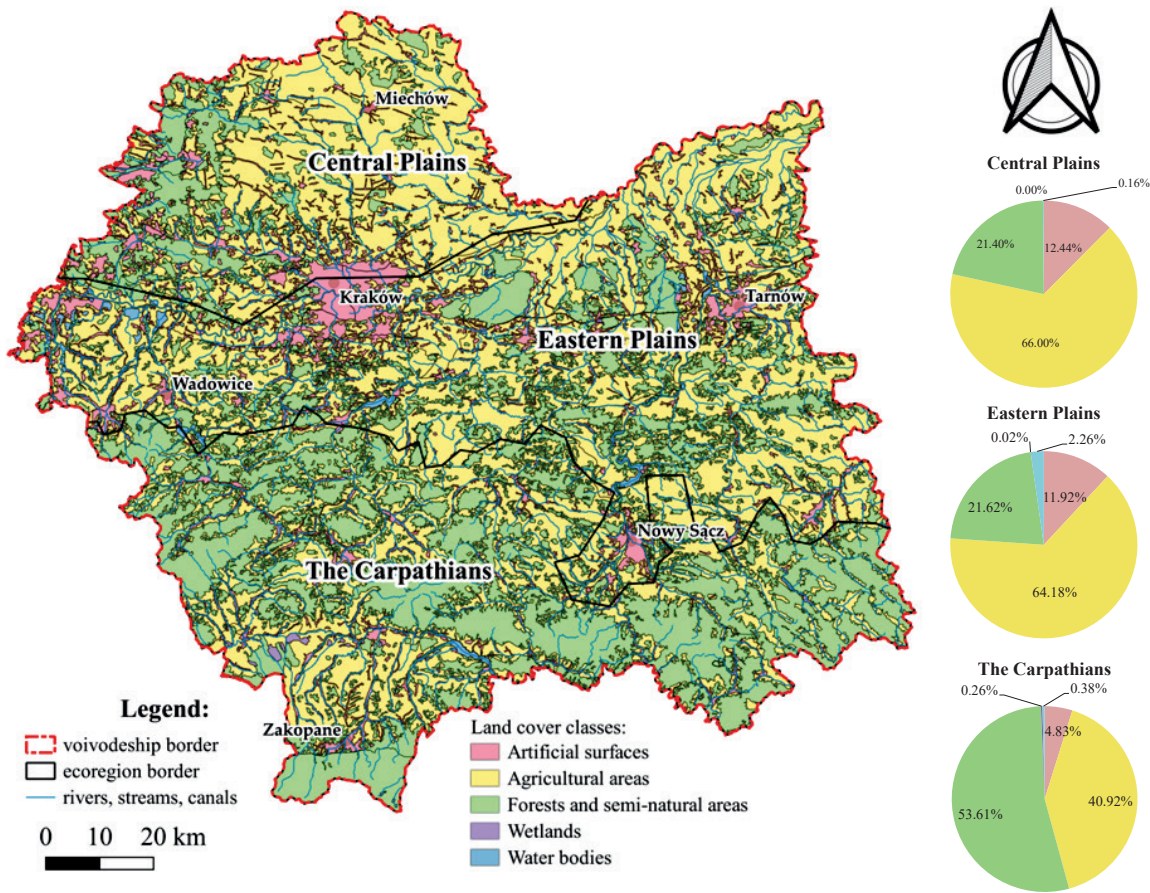 Miechów
Central Plains
Kraków
Tarnów
Eastern Plains
Wadowice
Nowy Sącz
The Carpathians
Zakopane
Legend:
voivodeship border
ecoregion border
rivers, streams, canals
0 10 20 km
Land cover classes:
Artificial surfaces
Agricultural areas
Forests and semi-natural areas
Wetlands
Water bodies
Central Plains
0.00% 0.16%
21.40% 12.44%
66.00%
Eastern Plains
0.02% 2.26%
21.62% 11.92%
64.18%
The Carpathians
0.26% 0.38%
4.83%
53.61% 40.92%